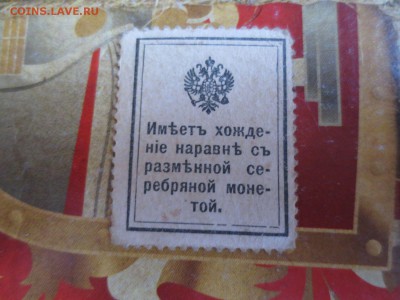 COINS.LAVE.RU
Имѣетъ хожде-
ніе наравнѣ съ
размѣнной се-
ребряной моне-
той.